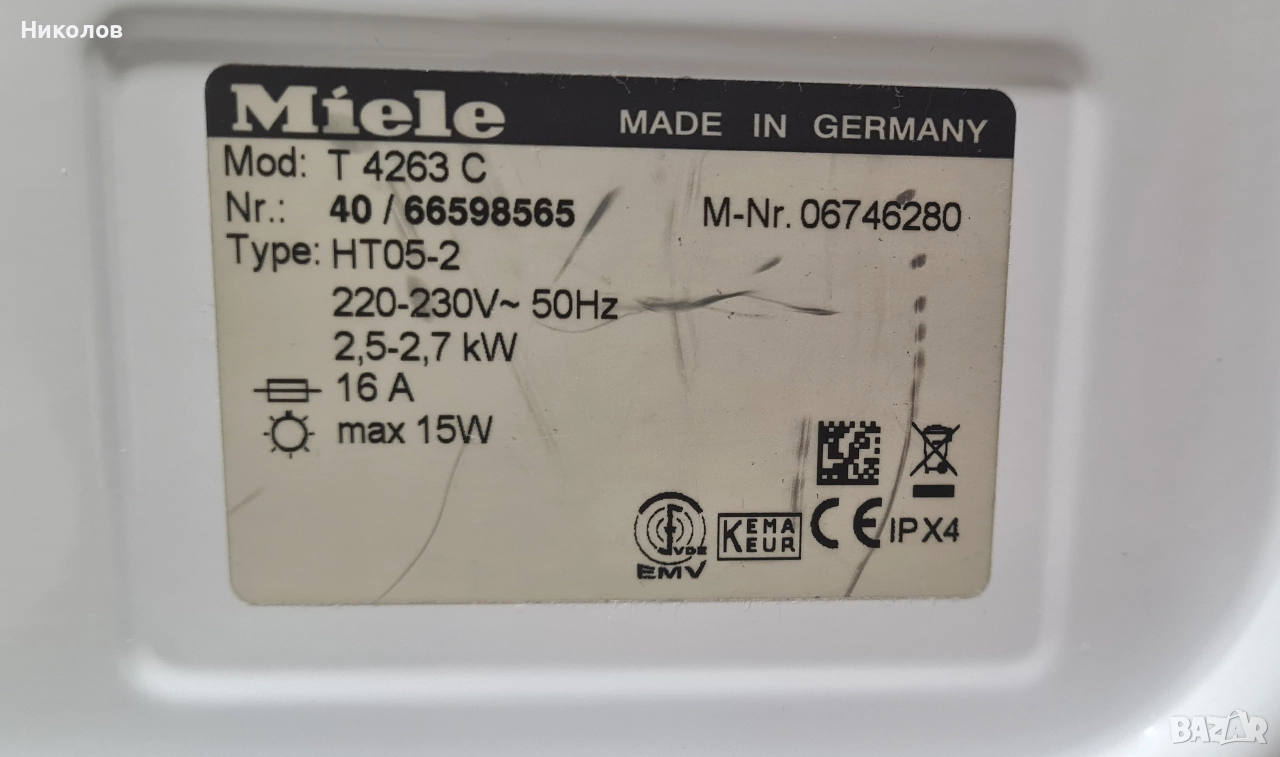 Николов
Miele MADE IN GERMANY
Mod: T 4263 C
Nr.: 40 / 66598565 M-Nr. 06746280
Type: HT05-2
220-230V~ 50Hz
2,5-2,7 kW
16 A
max 15W
VDE
EMV
KEMA
KEUR
CE
IPX4
BAZAR